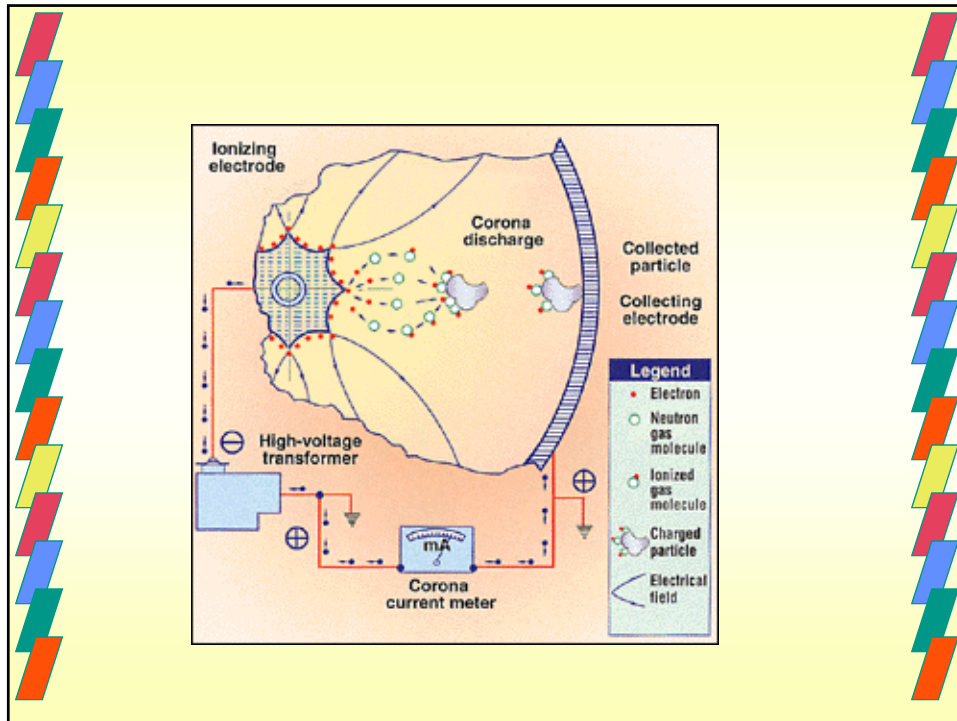 Ionizing
electrode
Corona
discharge
Collected
particle
Collecting
electrode
High-voltage
transformer
mA
Corona
current meter
Legend
Electron
Neutron
gas
molecule
Ionized
gas
molecule
Charged
particle
Electrical
field